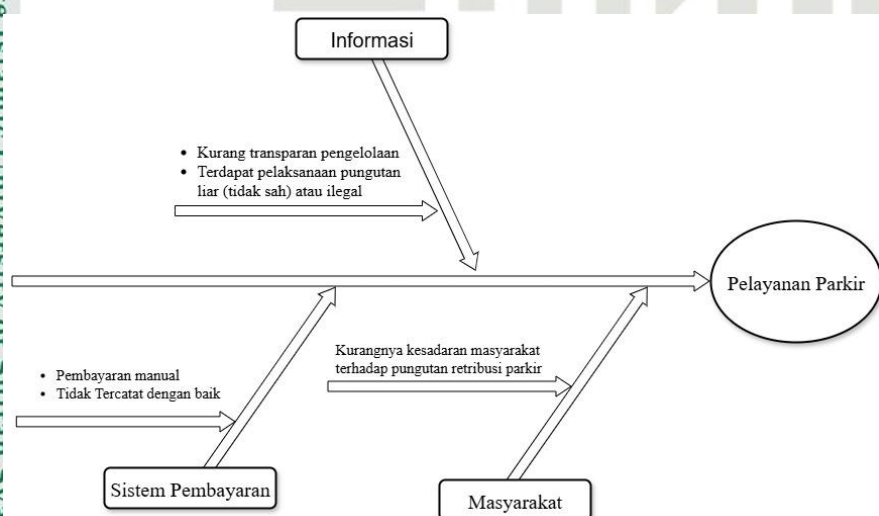 Informasi
• Kurang transparan pengelolaan
• Terdapat pelaksanaan pungutan
liar (tidak sah) atau ilegal
Pelayanan Parkir
Kurangnya kesadaran masyarakat
terhadap pungutan retribusi parkir
• Pembayaran manual
• Tidak Tercatat dengan baik
Sistem Pembayaran
Masyarakat